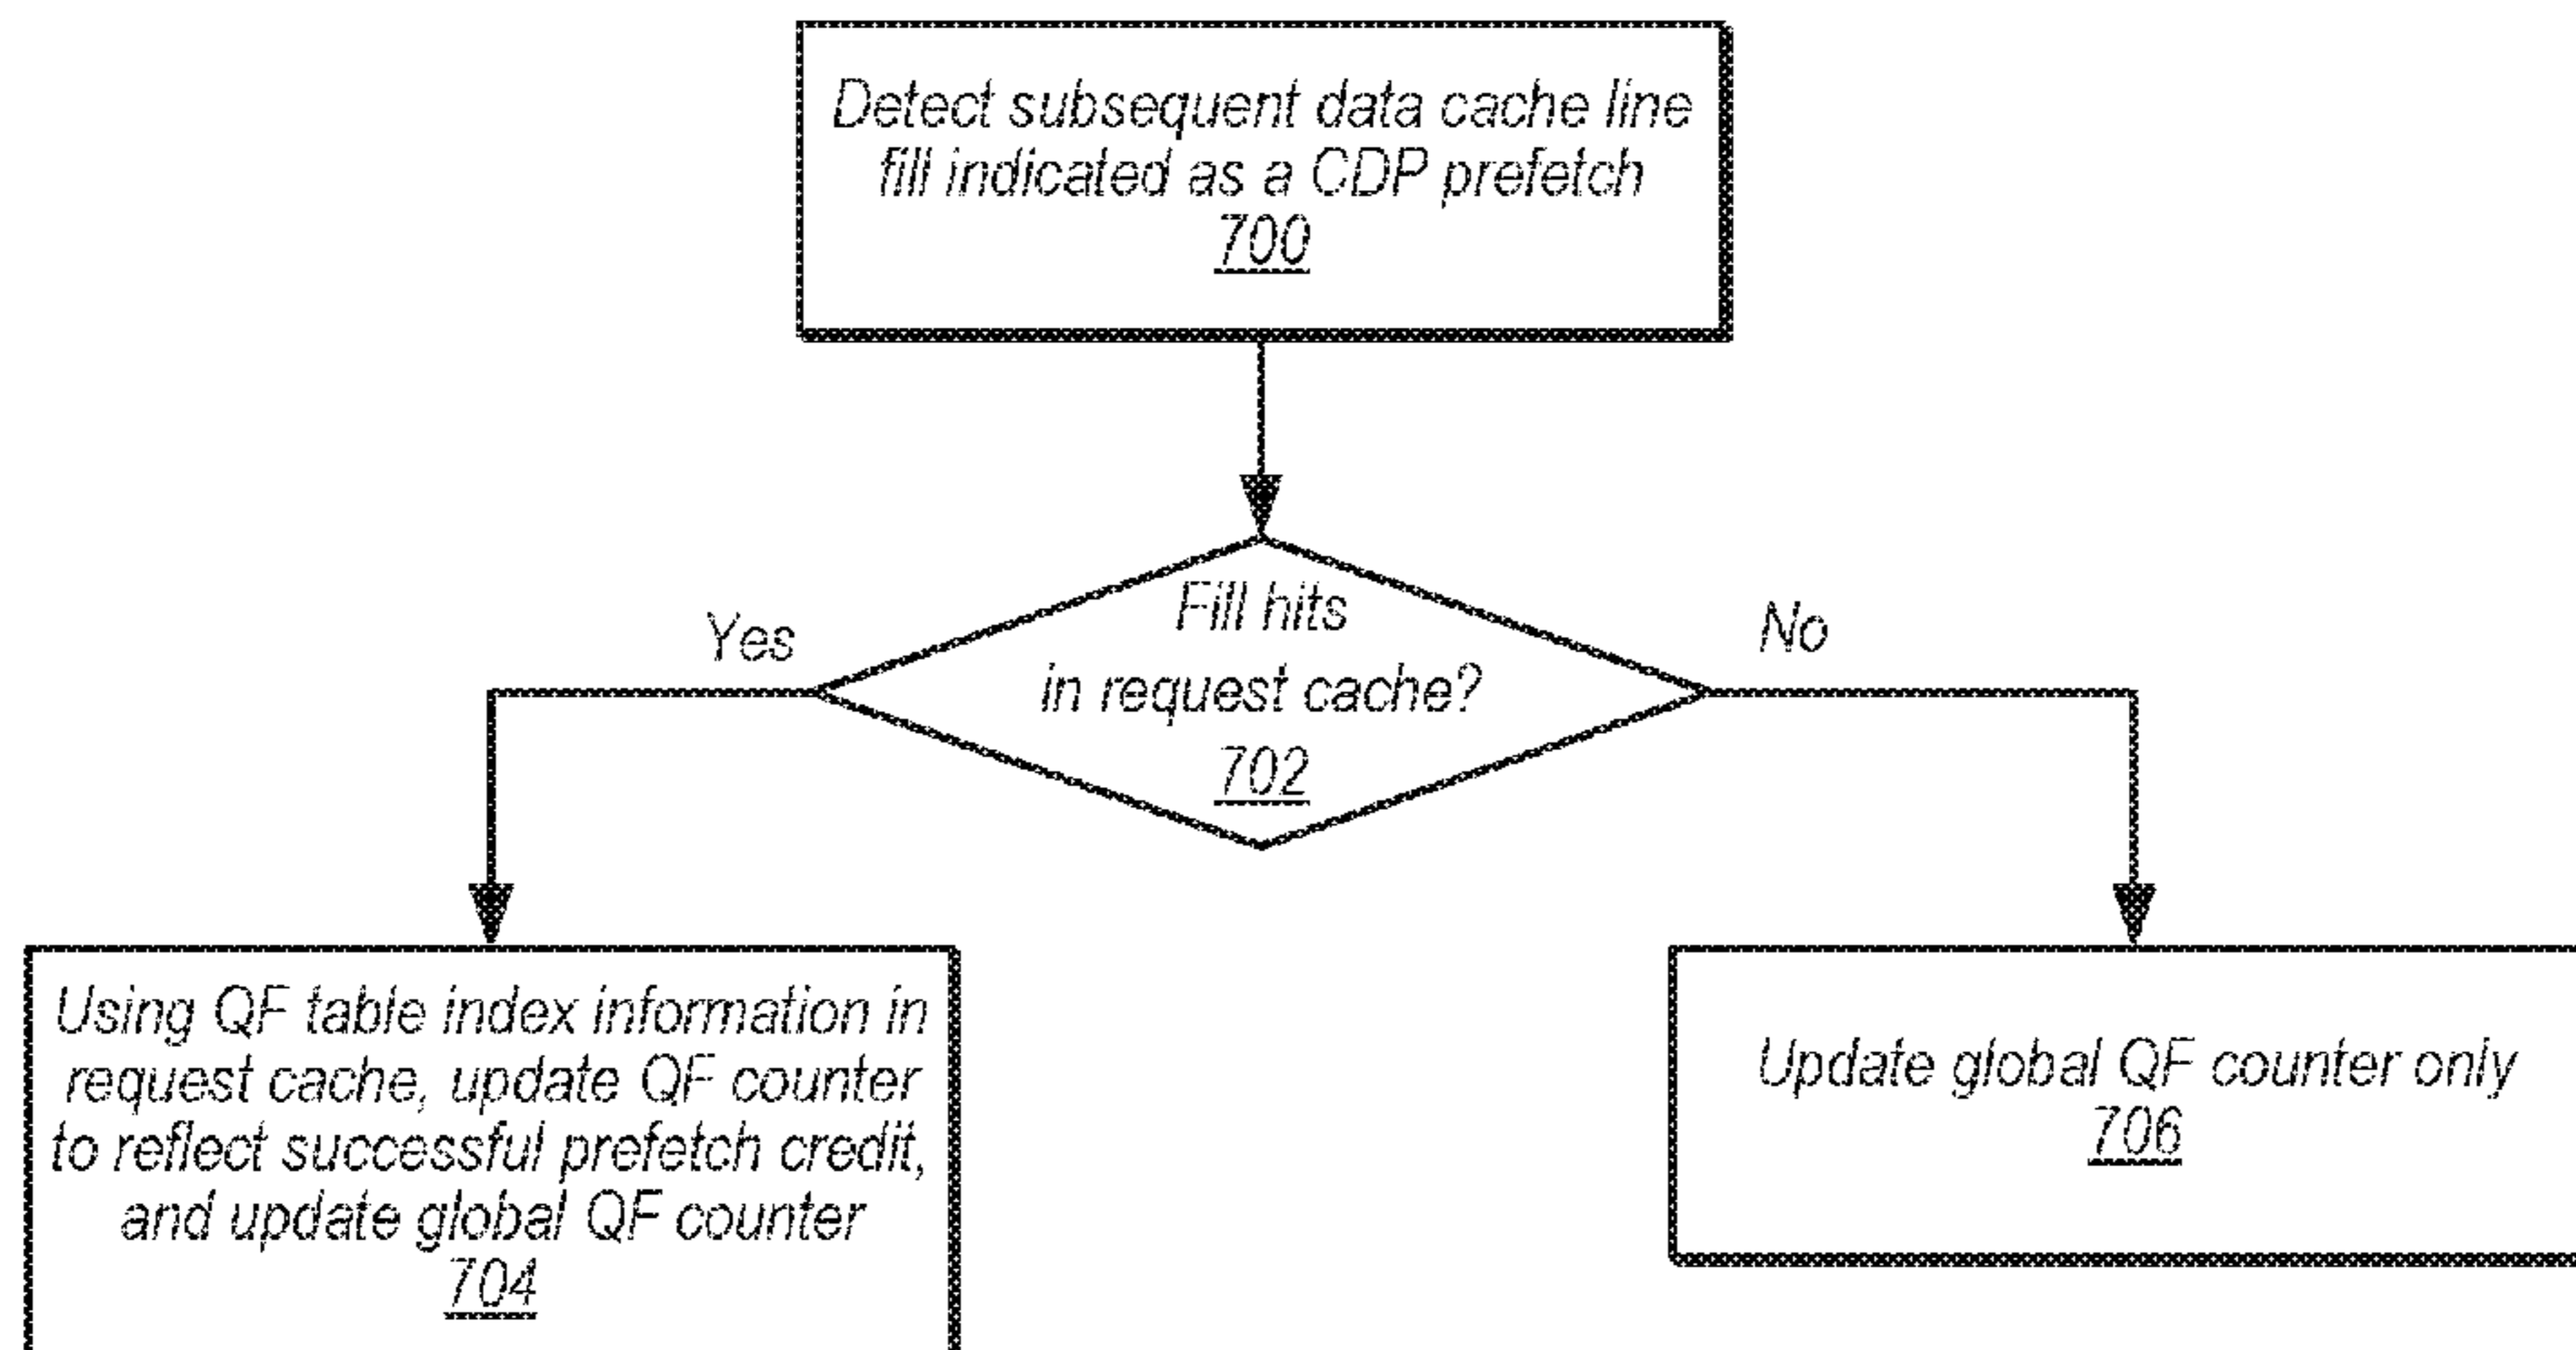 Detect subsequent data cache line
fill indicated as a CDP prefetch
700
Fill hits
in request cache?
702
Yes
No
Using QF table index information in
request cache, update QF counter
to reflect successful prefetch credit,
and update global QF counter
704
Update global QF counter only
706